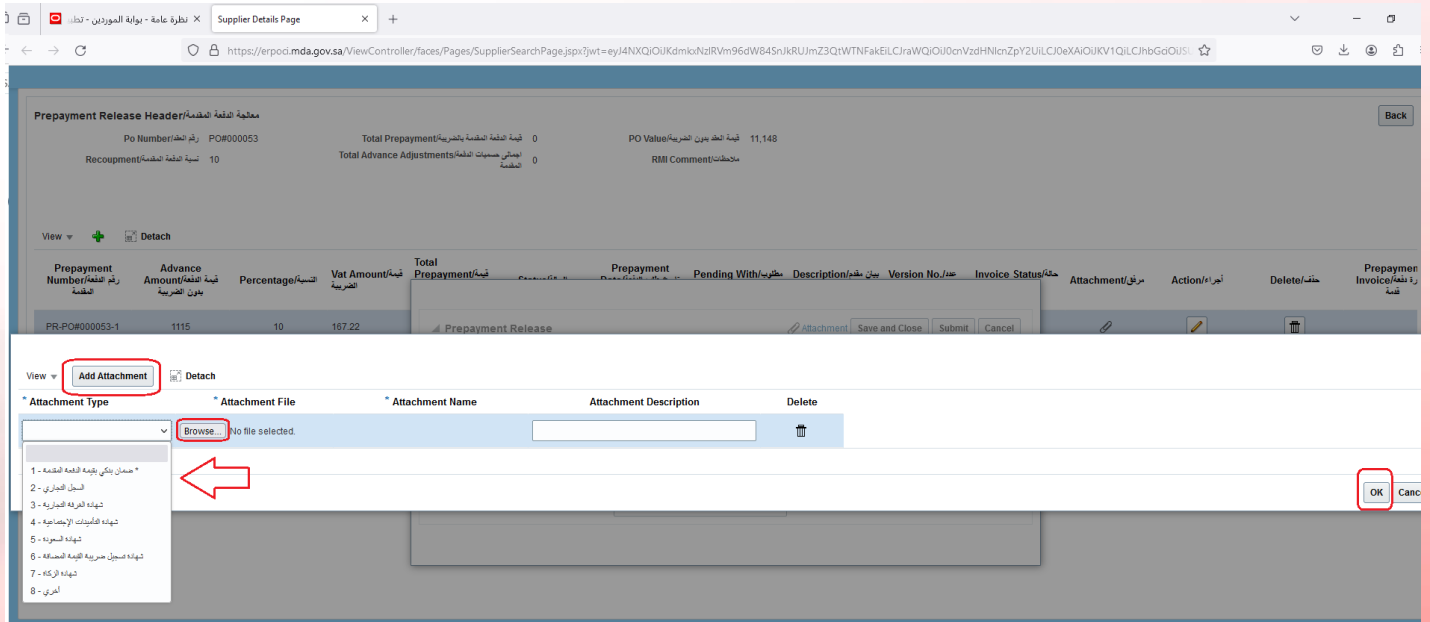 نظرة عامة - بوابة الموردين - تطب
Supplier Details Page
https://erpoci.mda.gov.sa/ViewController/faces/Pages/SupplierSearchPage.jspx?jwt=
Prepayment Release Header/معالجة الدفعة المقدمة
Back
Po Number/رقم العقد PO#000053
Total Prepayment/قيمة الدفعة المقدمة بالضريبة 0
PO Value/قيمة العقد بدون الضريبة 11,148
Recoupment/نسبة الدفعة المقدمة 10
Total Advance Adjustments/اجمالي حسميات الدفعة المقدمة 0
RMI Comment/ملاحظات
View Detach
Prepayment Number/رقم الدفعة المقدمة
Advance Amount/قيمة الدفعة بدون الضريبة
Percentage/النسبة
Vat Amount/قيمة الضريبة
Total Prepayment/قيمة
Prepayment
Pending With/مطلوب
Description/بيان مقدم
Version No./عدد
Invoice Status/حالة
Attachment/مرفق
Action/أجراء
Delete/حذف
Prepaymen
Invoice/
PR-PO#000053-1 1115 10 167.22
Prepayment Release
Attachment Save and Close Submit Cancel
View Add Attachment Detach
* Attachment Type * Attachment File * Attachment Name Attachment Description Delete
Browse... No file selected.
1 - ضمان بنكي بقيمة الدفعة المقدمة *
2 - السجل التجاري
3 - شهادة الغرفة التجارية
4 - شهادة التأمينات الإجتماعية
5 - شهادة السعودة
6 - شهادة تسجيل ضريبة القيمة المضافة
7 - شهادة الزكاة
8 - أخري
OK Canc